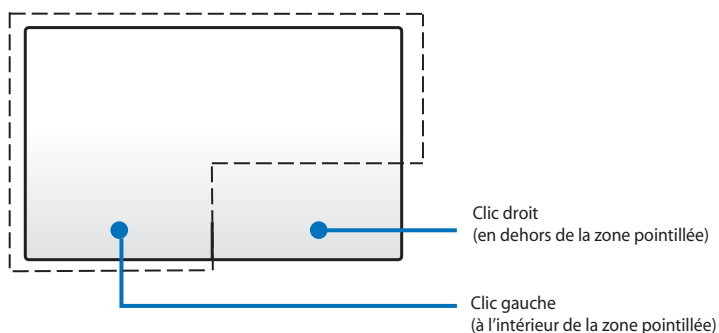 Clic droit
(en dehors de la zone pointillée)
Clic gauche
(à l’intérieur de la zone pointillée)